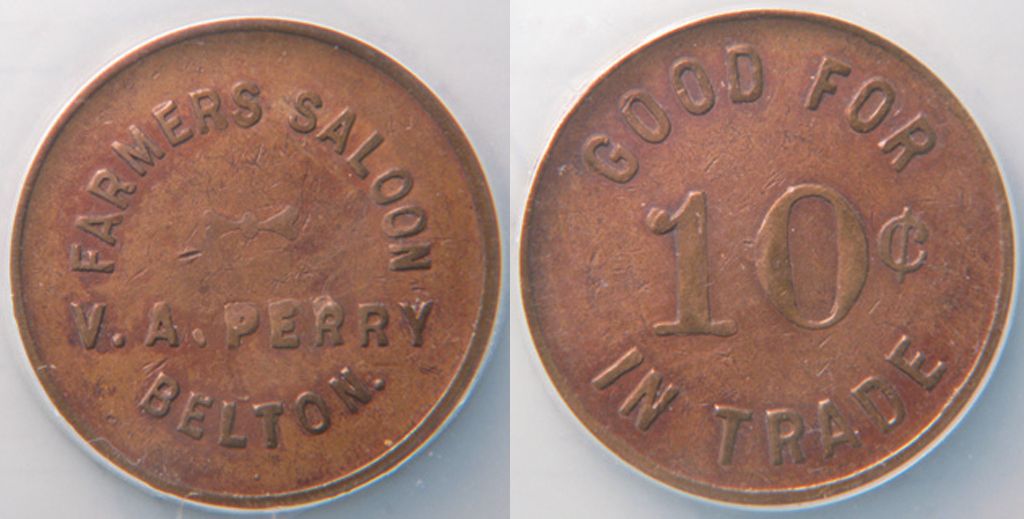 FARMERS SALOON
V. A. PERRY
BELTON.
GOOD FOR
10¢
IN TRADE